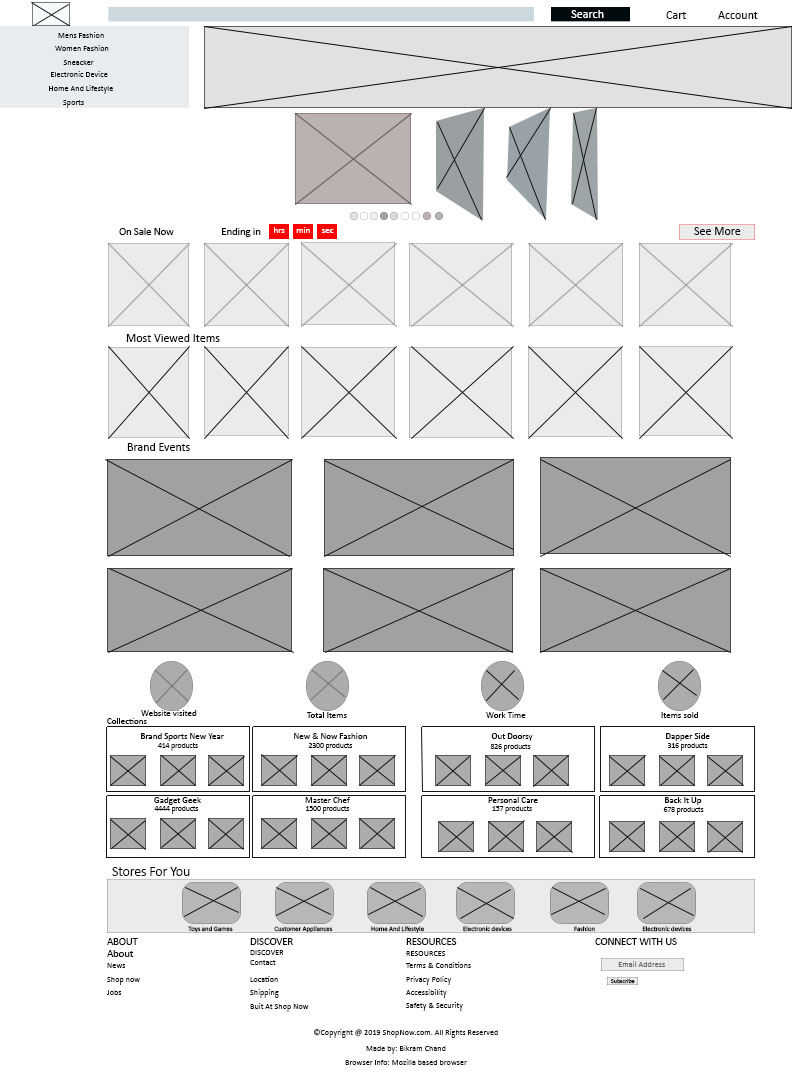 Search
Cart
Account
Mens Fashion
Women Fashion
Sneacker
Electronic Device
Home And Lifestyle
Sports
On Sale Now
Ending in
hrs
min
sec
See More
Most Viewed Items
Brand Events
Website visited
Total Items
Work Time
Items sold
Collections
Brand Sports New Year
414 products
New & Now Fashion
2300 products
Out Doorsy
826 products
Dapper Side
316 products
Gadget Geek
4444 products
Master Chef
1500 products
Personal Care
157 products
Back It Up
678 products
Stores For You
Toys and Games
Customer Appliances
Home And Lifestyle
Electronic devices
Fashion
Electronic devices
ABOUT
About
News
Shop now
Jobs
DISCOVER
DISCOVER
Contact
Location
Shipping
Buit At Shop Now
RESOURCES
RESOURCES
Terms & Conditions
Privacy Policy
Accessibility
Safety & Security
CONNECT WITH US
Email Address
Subscribe
©Copyright @ 2019 ShopNow.com. All Rights Reserved
Made by: Bikram Chand
Browser Info: Mozilla based browser